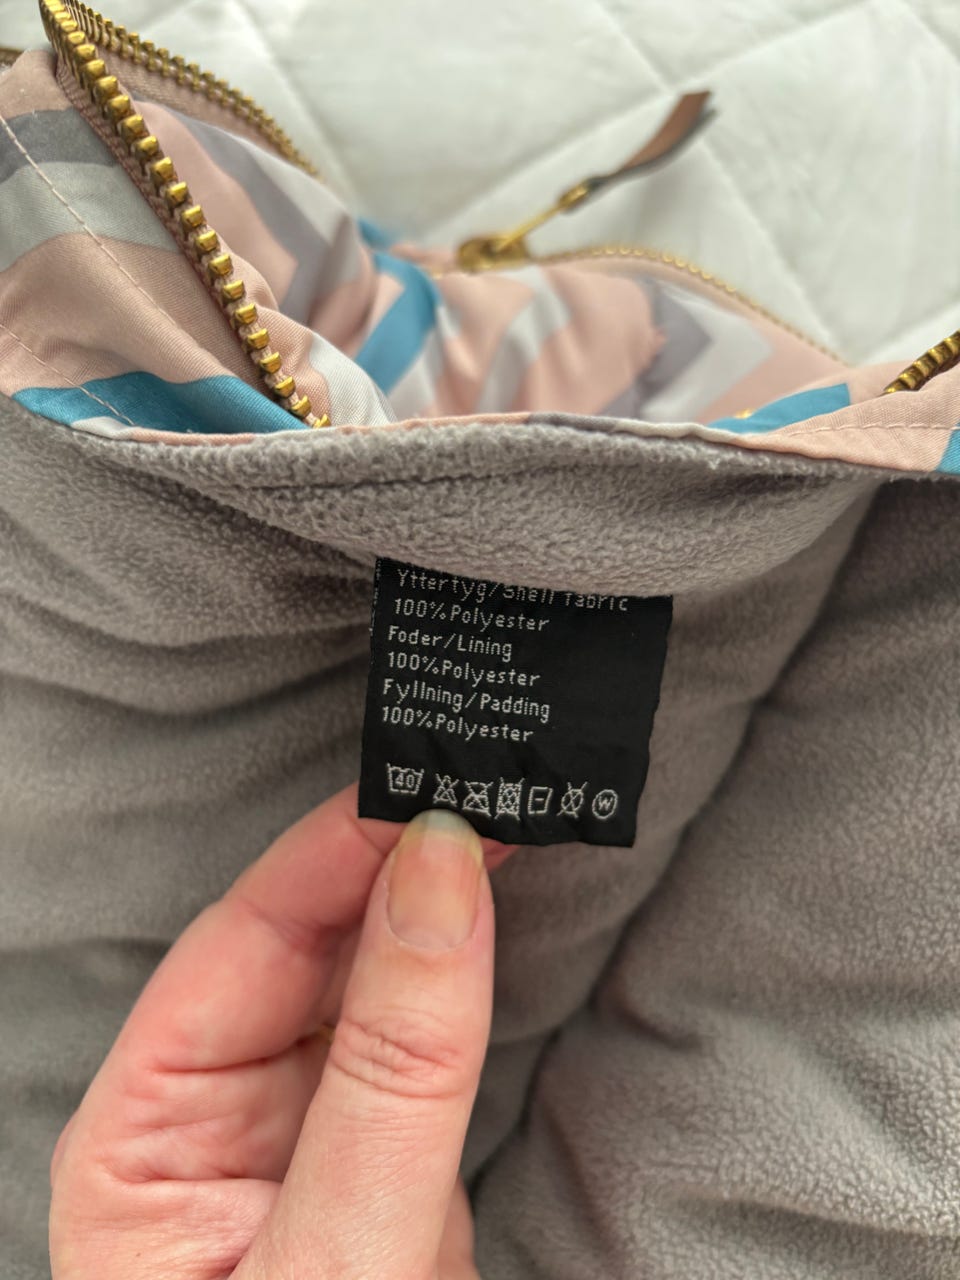 Yttertyg/Shell fabric
100%Polyester
Foder/Lining
100%Polyester
Fyllning/Padding
100%Polyester
40 W